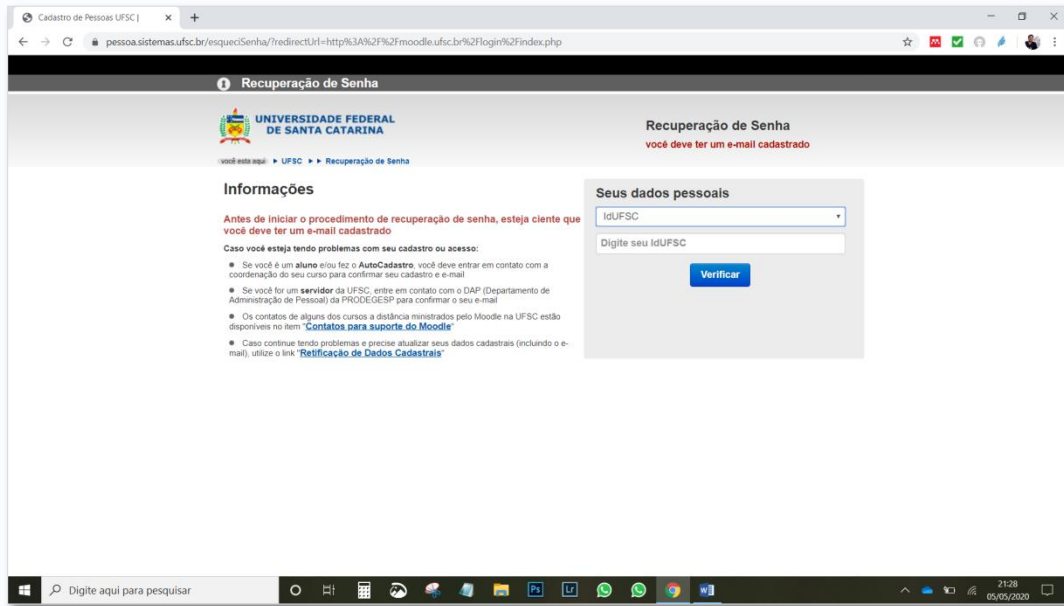 Cadastro de Pessoas UFSC |
pessoa.sistemas.ufsc.br/esqueciSenha/?redirectUrl=http%3A%2F%2Fmoodle.ufsc.br%2Flogin%2Findex.php
Recuperação de Senha
UNIVERSIDADE FEDERAL
DE SANTA CATARINA
você esta aqui: UFSC Recuperação de Senha
Recuperação de Senha
você deve ter um e-mail cadastrado
Informações
Antes de iniciar o procedimento de recuperação de senha, esteja ciente que
você deve ter um e-mail cadastrado
Caso você esteja tendo problemas com seu cadastro ou acesso:
Se você é um aluno e/ou fez o AutoCadastro, você deve entrar em contato com a
coordenação do seu curso para confirmar seu cadastro e e-mail
Se você for um servidor da UFSC, entre em contato com o DAP (Departamento de
Administração de Pessoal) da PRODEGESP para confirmar o seu e-mail
Os contatos de alguns dos cursos a distância ministrados pelo Moodle na UFSC estão
disponíveis no item "Contatos para suporte do Moodle"
Caso continue tendo problemas e precise atualizar seus dados cadastrais (incluindo o e-
mail), utilize o link "Retificação de Dados Cadastrais"
Seus dados pessoais
IdUFSC
Digite seu IdUFSC
Verificar
Digite aqui para pesquisar
Ps
Lr
21:28
05/05/2020